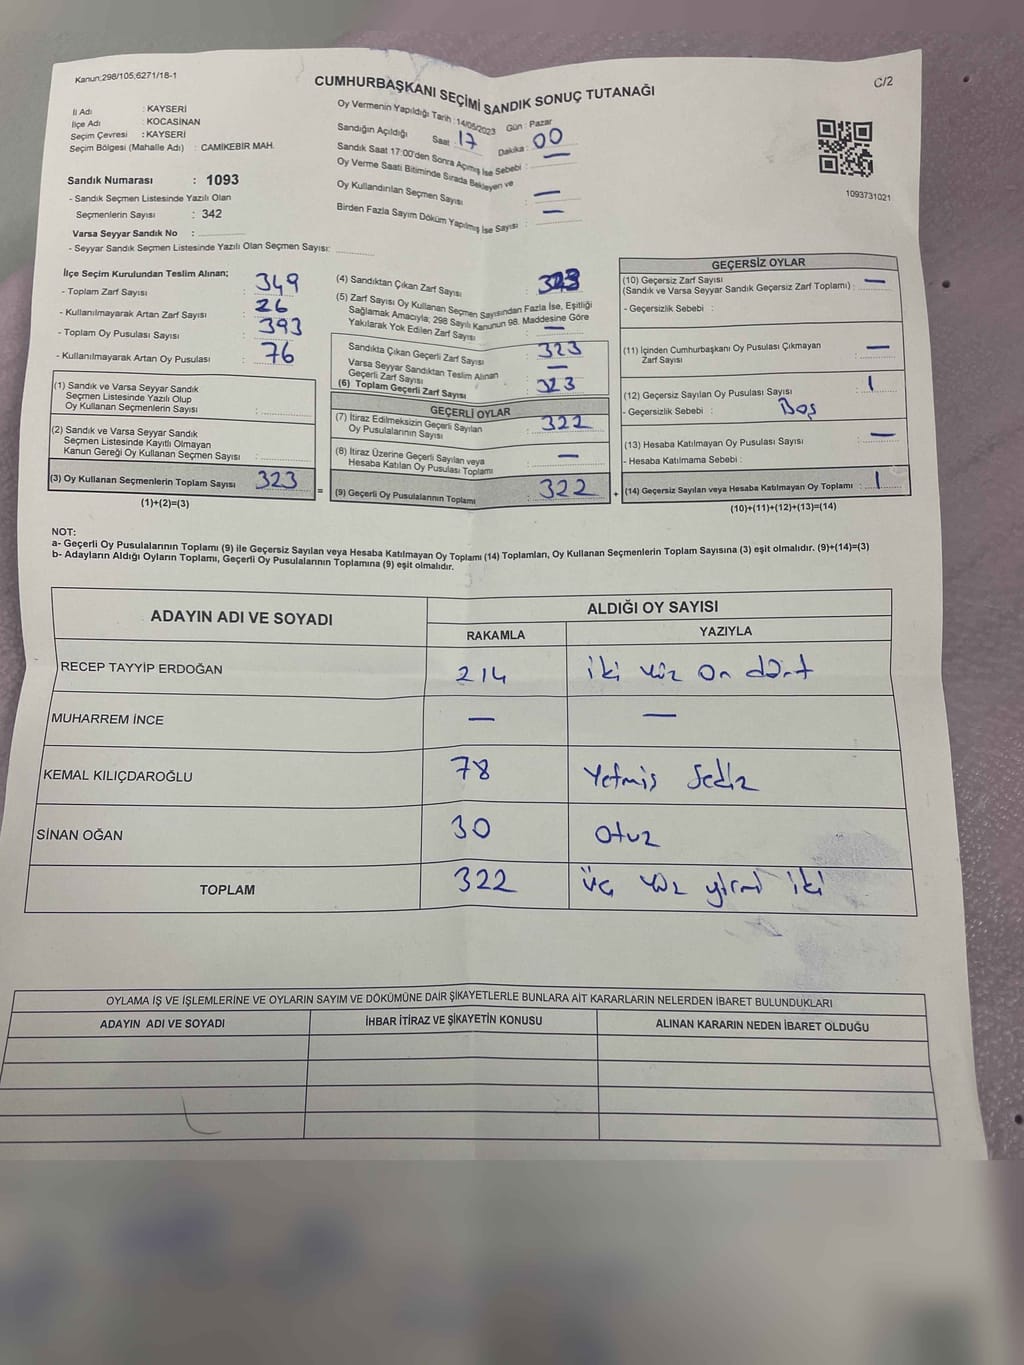 Kanun:298/105,6271/18-1
CUMHURBAŞKANI SEÇİMİ SANDIK SONUÇ TUTANAĞI
C/2
İl Adı : KAYSERİ
İlçe Adı : KOCASİNAN
Seçim Çevresi : KAYSERİ
Seçim Bölgesi (Mahalle Adı) : CAMİKEBİR MAH.
Sandık Numarası : 1093
- Sandık Seçmen Listesinde Yazılı Olan
Seçmenlerin Sayısı : 342
Varsa Seyyar Sandık No :
- Seyyar Sandık Seçmen Listesinde Yazılı Olan Seçmen Sayısı:
Oy Vermenin Yapıldığı Tarih : 14/05/2023 Gün : Pazar
Sandığın Açıldığı Saat : 17 Dakika : 00
Sandık Saat 17:00'den Sonra Açımış İse Sebebi : —
Oy Verme Saati Bitiminde Sırada Bekleyen ve
Oy Kullandırılan Seçmen Sayısı : —
Birden Fazla Sayım Döküm Yapılmış İse Sayısı : —
1093731021
İlçe Seçim Kurulundan Teslim Alınan;
- Toplam Zarf Sayısı : 349
- Kullanılmayarak Artan Zarf Sayısı : 26
- Toplam Oy Pusulası Sayısı : 393
- Kullanılmayarak Artan Oy Pusulası : 76
(1) Sandık ve Varsa Seyyar Sandık
Seçmen Listesinde Yazılı Olup
Oy Kullanan Seçmenlerin Sayısı :
(2) Sandık ve Varsa Seyyar Sandık
Seçmen Listesinde Kayıtlı Olmayan
Kanun Gereği Oy Kullanan Seçmen Sayısı :
(3) Oy Kullanan Seçmenlerin Toplam Sayısı : 323
(1)+(2)=(3)
=
(4) Sandıktan Çıkan Zarf Sayısı : 323
(5) Zarf Sayısı Oy Kullanan Seçmen Sayısından Fazla İse, Eşitliği
Sağlamak Amacıyla; 298 Sayılı Kanunun 98. Maddesine Göre
Yakılarak Yok Edilen Zarf Sayısı : —
Sandıkta Çıkan Geçerli Zarf Sayısı : 323
Varsa Seyyar Sandıktan Teslim Alınan
Geçerli Zarf Sayısı : —
(6) Toplam Geçerli Zarf Sayısı : 323
GEÇERLİ OYLAR
(7) İtiraz Edilmeksizin Geçerli Sayılan
Oy Pusulalarının Sayısı : 322
(8) İtiraz Üzerine Geçerli Sayılan veya
Hesaba Katılan Oy Pusulası Toplamı : —
(9) Geçerli Oy Pusulalarının Toplamı : 322
+
GEÇERSİZ OYLAR
(10) Geçersiz Zarf Sayısı
(Sandık ve Varsa Seyyar Sandık Geçersiz Zarf Toplamı) : —
- Geçersizlik Sebebi :
(11) İçinden Cumhurbaşkanı Oy Pusulası Çıkmayan
Zarf Sayısı : —
(12) Geçersiz Sayılan Oy Pusulası Sayısı : 1
- Geçersizlik Sebebi : Boş
(13) Hesaba Katılmayan Oy Pusulası Sayısı : —
- Hesaba Katılmama Sebebi :
(14) Geçersiz Sayılan veya Hesaba Katılmayan Oy Toplamı : 1
(10)+(11)+(12)+(13)=(14)
NOT:
a- Geçerli Oy Pusulalarının Toplamı (9) ile Geçersiz Sayılan veya Hesaba Katılmayan Oy Toplamı (14) Toplamları, Oy Kullanan Seçmenlerin Toplam Sayısına (3) eşit olmalıdır. (9)+(14)=(3)
b- Adayların Aldığı Oyların Toplamı, Geçerli Oy Pusulalarının Toplamına (9) eşit olmalıdır.
ADAYIN ADI VE SOYADI
ALDIĞI OY SAYISI
RAKAMLA YAZIYLA
RECEP TAYYİP ERDOĞAN 214 iki yüz on dört
MUHARREM İNCE — —
KEMAL KILIÇDAROĞLU 78 Yetmiş Sekiz
SİNAN OĞAN 30 Otuz
TOPLAM 322 üç yüz yirmi iki
OYLAMA İŞ VE İŞLEMLERİNE VE OYLARIN SAYIM VE DÖKÜMÜNE DAİR ŞİKAYETLERLE BUNLARA AİT KARARLARIN NELERDEN İBARET BULUNDUKLARI
ADAYIN ADI VE SOYADI İHBAR İTİRAZ VE ŞİKAYETİN KONUSU ALINAN KARARIN NEDEN İBARET OLDUĞU